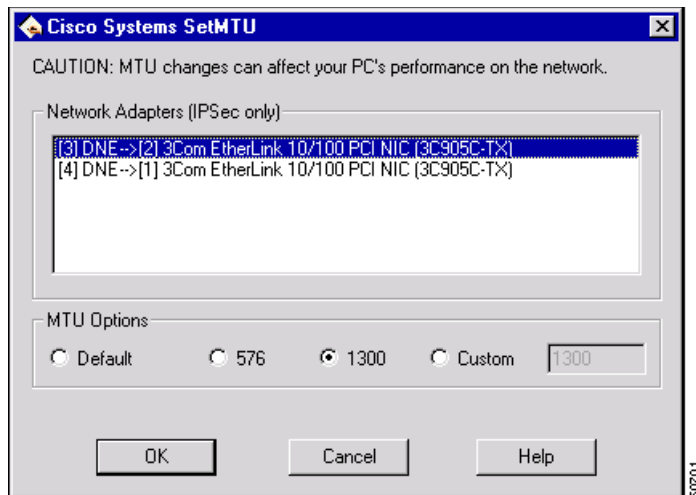 Cisco Systems SetMTU
CAUTION: MTU changes can affect your PC's performance on the network.
Network Adapters (IPSec only)
[3] DNE-->[2] 3Com EtherLink 10/100 PCI NIC (3C905C-TX)
[4] DNE-->[1] 3Com EtherLink 10/100 PCI NIC (3C905C-TX)
MTU Options
Default
576
1300
Custom
1300
OK
Cancel
Help